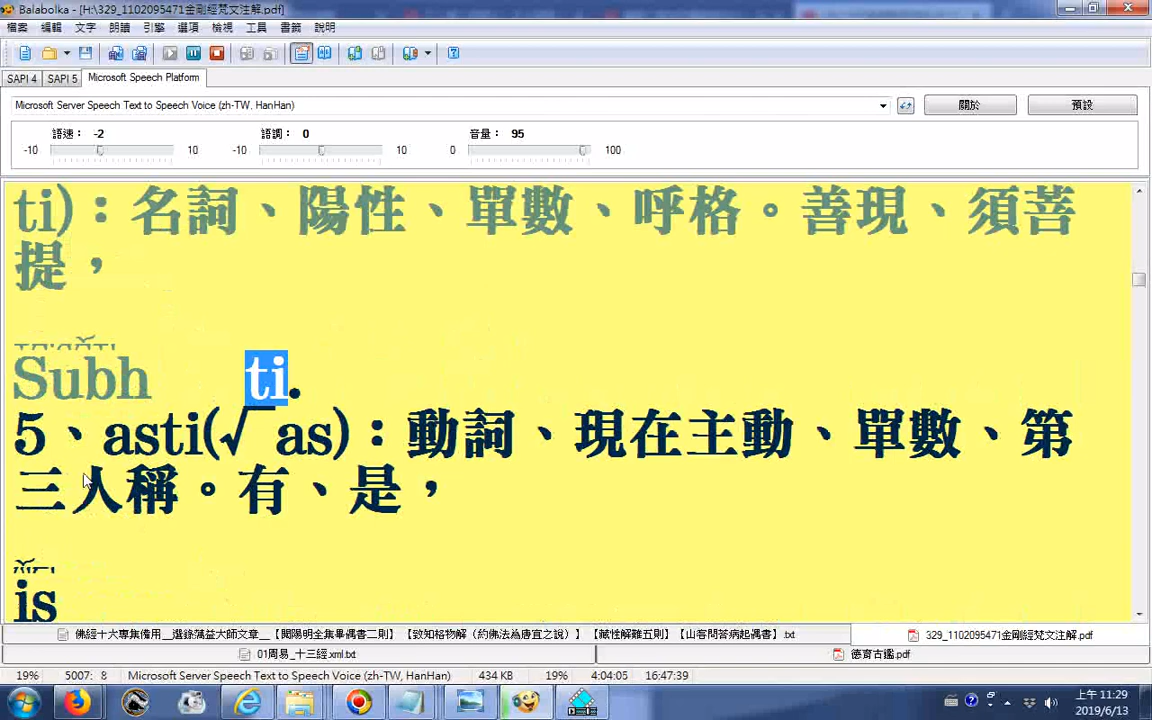 Balabolka - [H:\329_1102095471金剛經梵文注解.pdf]
檔案 編輯 文字 朗讀 引擎 選項 檢視 工具 書籤 說明
SAPI 4 SAPI 5 Microsoft Speech Platform
Microsoft Server Speech Text to Speech Voice (zh-TW, HanHan) 關於 預設
語速： -2 語調： 0 音量： 95
-10 10 -10 10 0 100
ti)：名詞、陽性、單數、呼格。善現、須菩
提，
Subh ti.
5、asti(√ as)：動詞、現在主動、單數、第
三人稱。有、是，
is
佛經十六專集備用__選錄蕅益大師文章__【閱陽明全集畢偶書二則】 【致知格物解（約佛法為唐宜之說）】 【藏性解難五則】 【山客問答病起偶書】.txt 329_1102095471金剛經梵文注解.pdf
01周易_十三經.xml.txt 德育古鑑.pdf
19% 5007: 8 Microsoft Server Speech Text to Speech Voice (zh-TW, HanHan) 434 KB 19% 4:04:05 16:47:39
上午 11:29
2019/6/13